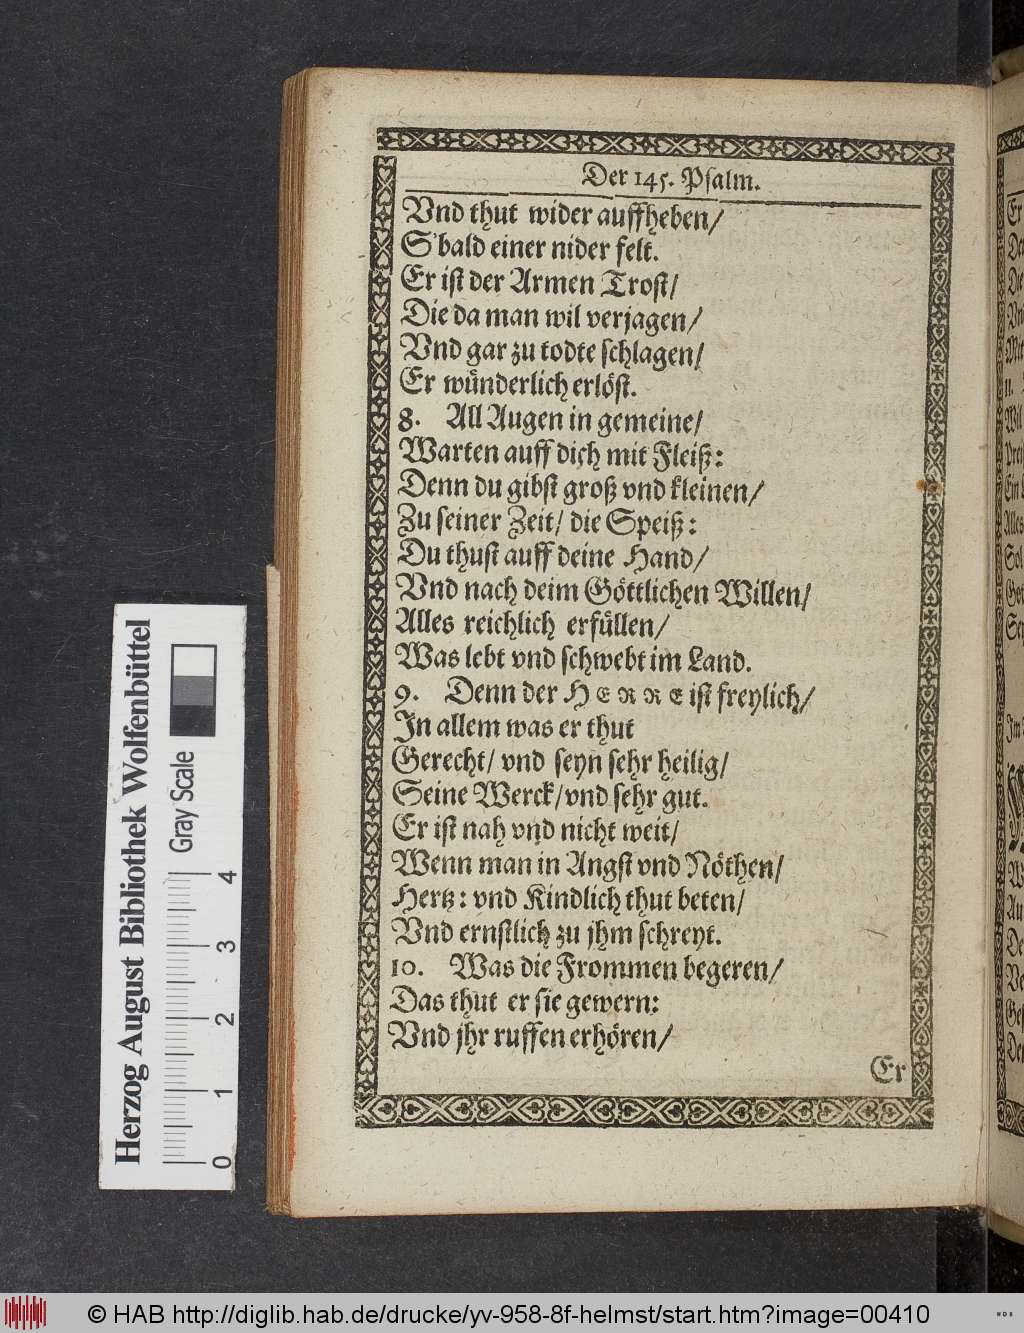 Der 145. Psalm.
Vnd thut wider auffheben/
S'bald einer nider felt.
Er ist der Armen Trost/
Die da man wil verjagen/
Vnd gar zu todte schlagen/
Er wünderlich erlöst.
8. All Augen in gemeine/
Warten auff dich mit Fleiß:
Denn du gibst groß vnd kleinen/
Zu seiner Zeit/ die Speiß:
Du thust auff deine Hand/
Vnd nach deim Göttlichen Willen/
Alles reichlich erfüllen/
Was lebt vnd schwebt im Land.
9. Denn der HERRE ist freylich/
In allem was er thut
Gerecht/ vnd seyn sehr heilig/
Seine Werck/ vnd sehr gut.
Er ist nah vnd nicht weit/
Wenn man in Angst vnd Nöthen/
Hertz: vnd Kindlich thut beten/
Vnd ernstlich zu jhm schreyt.
10. Was die Frommen begeren/
Das thut er sie gewern:
Vnd jhr ruffen erhören/
Er
Herzog August Bibliothek Wolfenbüttel
Gray Scale
0 1 2 3 4
© HAB http://diglib.hab.de/drucke/yv-958-8f-helmst/start.htm?image=00410